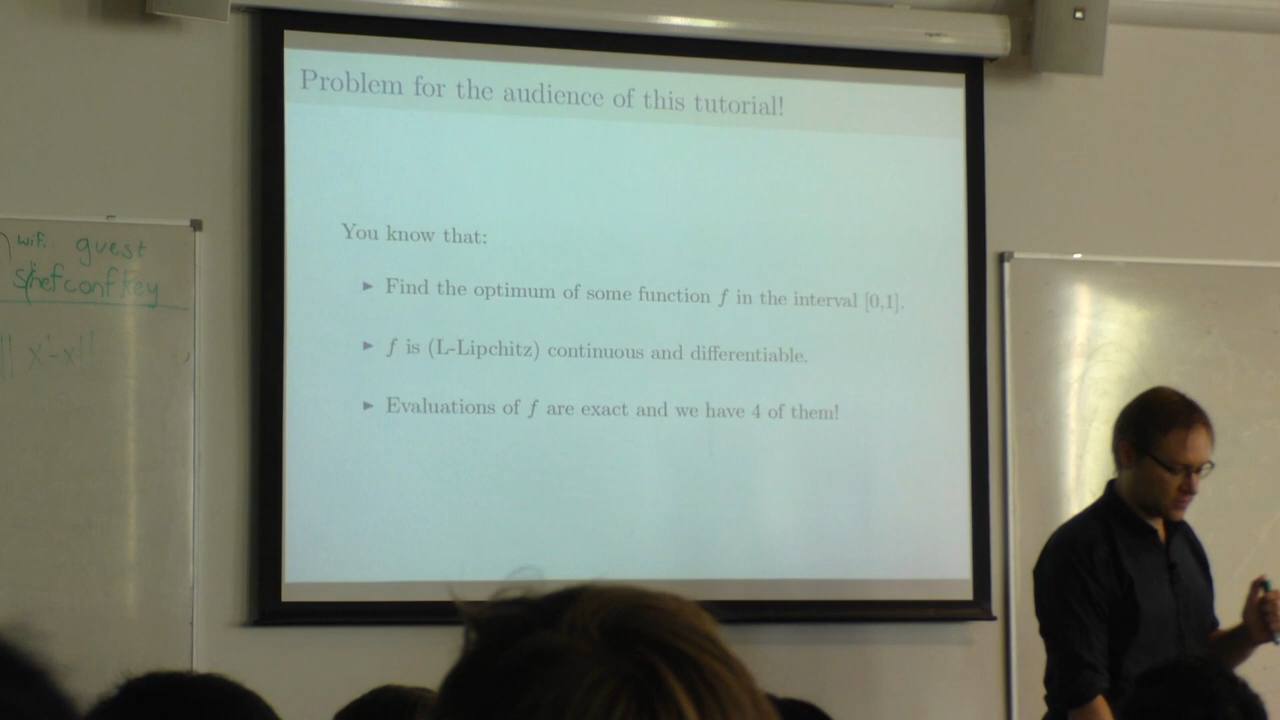 Problem for the audience of this tutorial!
You know that:
▶ Find the optimum of some function f in the interval [0,1].
▶ f is (L-Lipchitz) continuous and differentiable.
▶ Evaluations of f are exact and we have 4 of them!
wifi guest
|| x'-x||